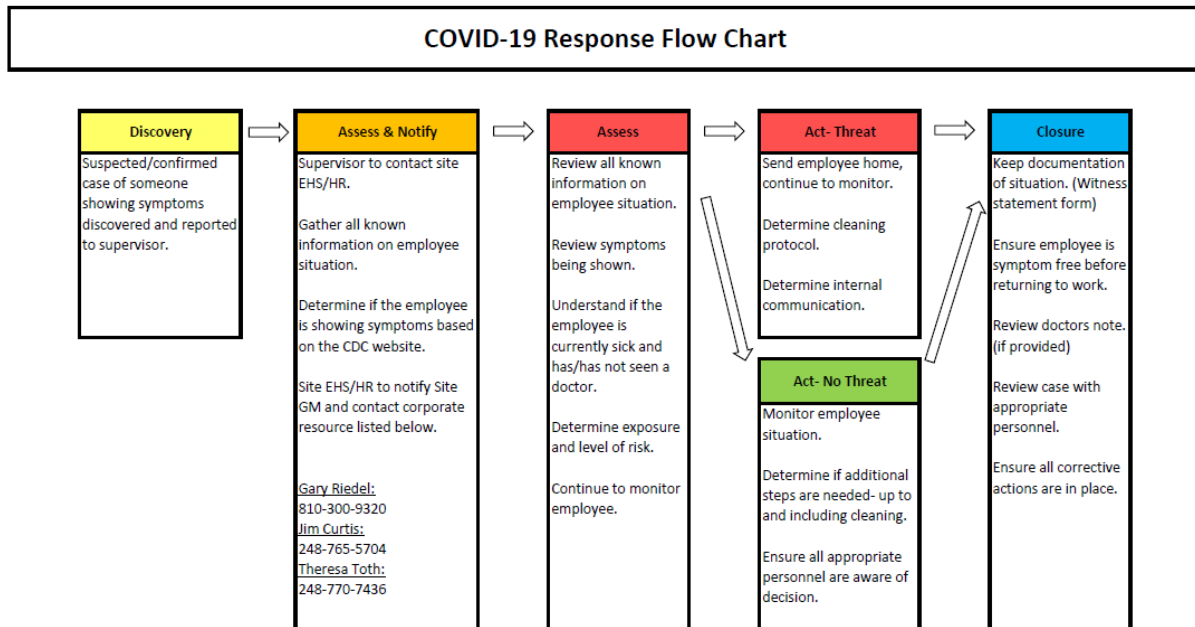 COVID-19 Response Flow Chart
Discovery
Suspected/confirmed
case of someone
showing symptoms
discovered and reported
to supervisor.
Assess & Notify
Supervisor to contact site
EHS/HR.
Gather all known
information on employee
situation.
Determine if the employee
is showing symptoms based
on the CDC website.
Site EHS/HR to notify Site
GM and contact corporate
resource listed below.
Gary Riedel:
810-300-9320
Jim Curtis:
248-765-5704
Theresa Toth:
248-770-7436
Assess
Review all known
information on
employee situation.
Review symptoms
being shown.
Understand if the
employee is
currently sick and
has/has not seen a
doctor.
Determine exposure
and level of risk.
Continue to monitor
employee.
Act- Threat
Send employee home,
continue to monitor.
Determine cleaning
protocol.
Determine internal
communication.
Act- No Threat
Monitor employee
situation.
Determine if additional
steps are needed- up to
and including cleaning.
Ensure all appropriate
personnel are aware of
decision.
Closure
Keep documentation
of situation. (Witness
statement form)
Ensure employee is
symptom free before
returning to work.
Review doctors note.
(if provided)
Review case with
appropriate
personnel.
Ensure all corrective
actions are in place.